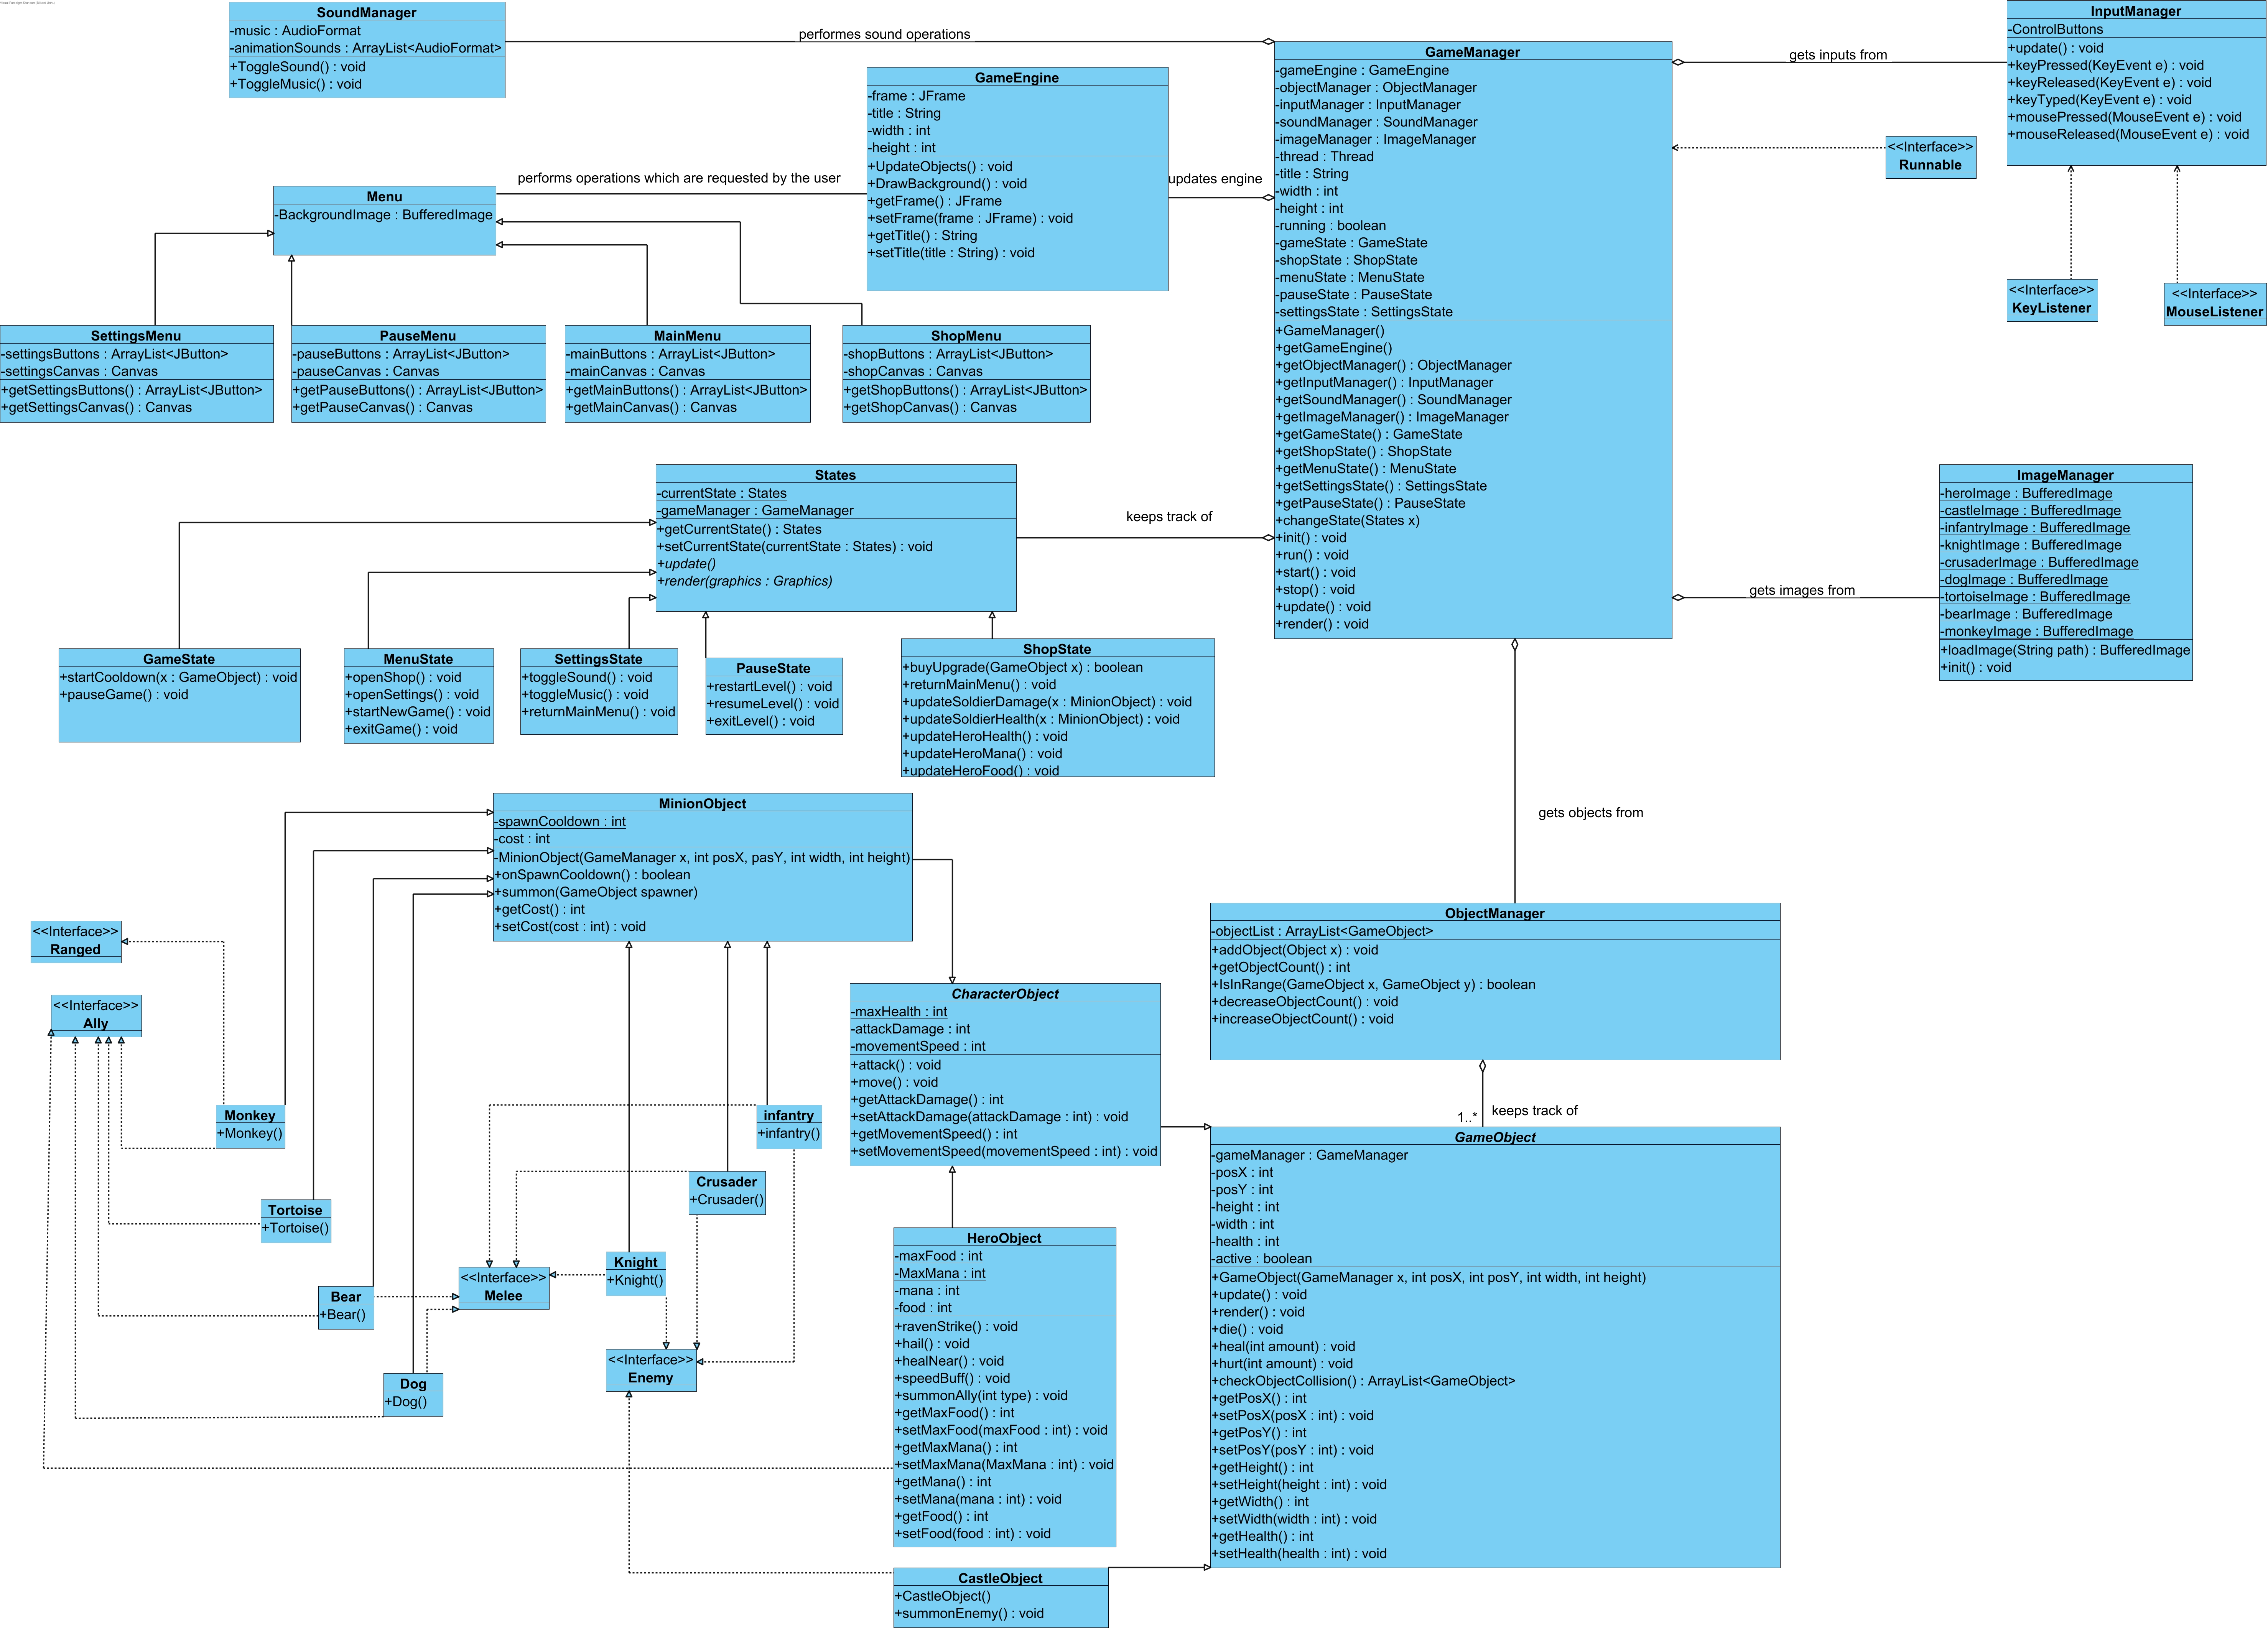 SoundManager
-music : AudioFormat
-animationSounds : ArrayList<AudioFormat>
+ToggleSound() : void
+ToggleMusic() : void
performes sound operations
GameManager
-gameEngine : GameEngine
-objectManager : ObjectManager
-inputManager : InputManager
-soundManager : SoundManager
-imageManager : ImageManager
-thread : Thread
-title : String
-width : int
-height : int
-running : boolean
-gameState : GameState
-shopState : ShopState
-menuState : MenuState
-pauseState : PauseState
-settingsState : SettingsState
+GameManager()
+getGameEngine()
+getObjectManager() : ObjectManager
+getInputManager() : InputManager
+getSoundManager() : SoundManager
+getImageManager() : ImageManager
+getGameState() : GameState
+getShopState() : ShopState
+getMenuState() : MenuState
+getSettingsState() : SettingsState
+getPauseState() : PauseState
+changeState(States x)
+init() : void
+run() : void
+start() : void
+stop() : void
+update() : void
+render() : void
gets inputs from
InputManager
-ControlButtons
+update() : void
+keyPressed(KeyEvent e) : void
+keyReleased(KeyEvent e) : void
+keyTyped(KeyEvent e) : void
+mousePressed(MouseEvent e) : void
+mouseReleased(MouseEvent e) : void
<<Interface>>
Runnable
<<Interface>>
KeyListener
<<Interface>>
MouseListener
GameEngine
-frame : JFrame
-title : String
-width : int
-height : int
+UpdateObjects() : void
+DrawBackground() : void
+getFrame() : JFrame
+setFrame(frame : JFrame) : void
+getTitle() : String
+setTitle(title : String) : void
updates engine
performs operations which are requested by the user
Menu
-BackgroundImage : BufferedImage
SettingsMenu
-settingsButtons : ArrayList<JButton>
-settingsCanvas : Canvas
+getSettingsButtons() : ArrayList<JButton>
+getSettingsCanvas() : Canvas
PauseMenu
-pauseButtons : ArrayList<JButton>
-pauseCanvas : Canvas
+getPauseButtons() : ArrayList<JButton>
+getPauseCanvas() : Canvas
MainMenu
-mainButtons : ArrayList<JButton>
-mainCanvas : Canvas
+getMainButtons() : ArrayList<JButton>
+getMainCanvas() : Canvas
ShopMenu
-shopButtons : ArrayList<JButton>
-shopCanvas : Canvas
+getShopButtons() : ArrayList<JButton>
+getShopCanvas() : Canvas
States
-currentState : States
-gameManager : GameManager
+getCurrentState() : States
+setCurrentState(currentState : States) : void
+update()
+render(graphics : Graphics)
keeps track of
gets images from
ImageManager
-heroImage : BufferedImage
-castleImage : BufferedImage
-infantryImage : BufferedImage
-knightImage : BufferedImage
-crusaderImage : BufferedImage
-dogImage : BufferedImage
-tortoiseImage : BufferedImage
-bearImage : BufferedImage
-monkeyImage : BufferedImage
+loadImage(String path) : BufferedImage
+init() : void
GameState
+startCooldown(x : GameObject) : void
+pauseGame() : void
MenuState
+openShop() : void
+openSettings() : void
+startNewGame() : void
+exitGame() : void
SettingsState
+toggleSound() : void
+toggleMusic() : void
+returnMainMenu() : void
PauseState
+restartLevel() : void
+resumeLevel() : void
+exitLevel() : void
ShopState
+buyUpgrade(GameObject x) : boolean
+returnMainMenu() : void
+updateSoldierDamage(x : MinionObject) : void
+updateSoldierHealth(x : MinionObject) : void
+updateHeroHealth() : void
+updateHeroMana() : void
+updateHeroFood() : void
MinionObject
-spawnCooldown : int
-cost : int
-MinionObject(GameManager x, int posX, pasY, int width, int height)
+onSpawnCooldown() : boolean
+summon(GameObject spawner)
+getCost() : int
+setCost(cost : int) : void
gets objects from
ObjectManager
-objectList : ArrayList<GameObject>
+addObject(Object x) : void
+getObjectCount() : int
+IsInRange(GameObject x, GameObject y) : boolean
+decreaseObjectCount() : void
+increaseObjectCount() : void
<<Interface>>
Ranged
<<Interface>>
Ally
CharacterObject
-maxHealth : int
-attackDamage : int
-movementSpeed : int
+attack() : void
+move() : void
+getAttackDamage() : int
+setAttackDamage(attackDamage : int) : void
+getMovementSpeed() : int
+setMovementSpeed(movementSpeed : int) : void
1..*
keeps track of
Monkey
+Monkey()
infantry
+infantry()
Crusader
+Crusader()
Tortoise
+Tortoise()
Knight
+Knight()
<<Interface>>
Melee
Bear
+Bear()
<<Interface>>
Enemy
Dog
+Dog()
HeroObject
-maxFood : int
-MaxMana : int
-mana : int
-food : int
+ravenStrike() : void
+hail() : void
+healNear() : void
+speedBuff() : void
+summonAlly(int type) : void
+getMaxFood() : int
+setMaxFood(maxFood : int) : void
+getMaxMana() : int
+setMaxMana(MaxMana : int) : void
+getMana() : int
+setMana(mana : int) : void
+getFood() : int
+setFood(food : int) : void
GameObject
-gameManager : GameManager
-posX : int
-posY : int
-height : int
-width : int
-health : int
-active : boolean
+GameObject(GameManager x, int posX, int posY, int width, int height)
+update() : void
+render() : void
+die() : void
+heal(int amount) : void
+hurt(int amount) : void
+checkObjectCollision() : ArrayList<GameObject>
+getPosX() : int
+setPosX(posX : int) : void
+getPosY() : int
+setPosY(posY : int) : void
+getHeight() : int
+setHeight(height : int) : void
+getWidth() : int
+setWidth(width : int) : void
+getHealth() : int
+setHealth(health : int) : void
CastleObject
+CastleObject()
+summonEnemy() : void